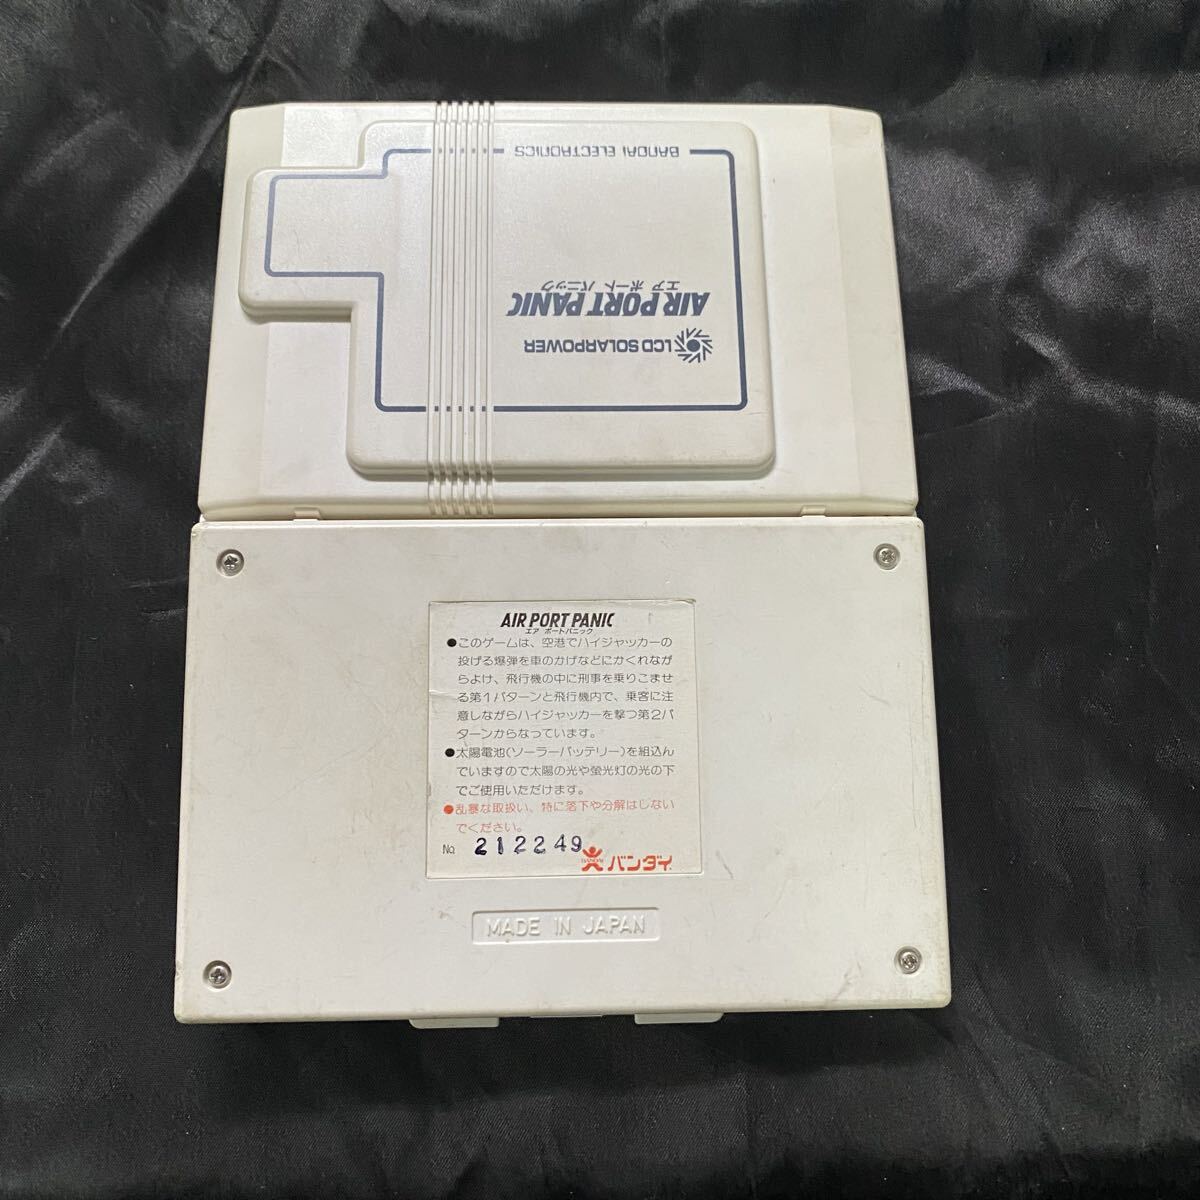 BANDAI ELECTRONICS
エア ポート パニック
AIR PORT PANIC
LCD SOLARPOWER
AIR PORT PANIC
エア ポートパニック
●このゲームは、空港でハイジャッカーの
投げる爆弾を車のかげなどにかくれなが
らよけ、飛行機の中に刑事を乗りこませ
る第1パターンと飛行機内で、乗客に注
意しながらハイジャッカーを撃つ第2パ
ターンからなっています。
●太陽電池(ソーラーバッテリー)を組込ん
でいますので太陽の光や螢光灯の光の下
でご使用いただけます。
●乱暴な取扱い、特に落下や分解はしない
でください。
No. 212249
BANDAI バンダイ
MADE IN JAPAN